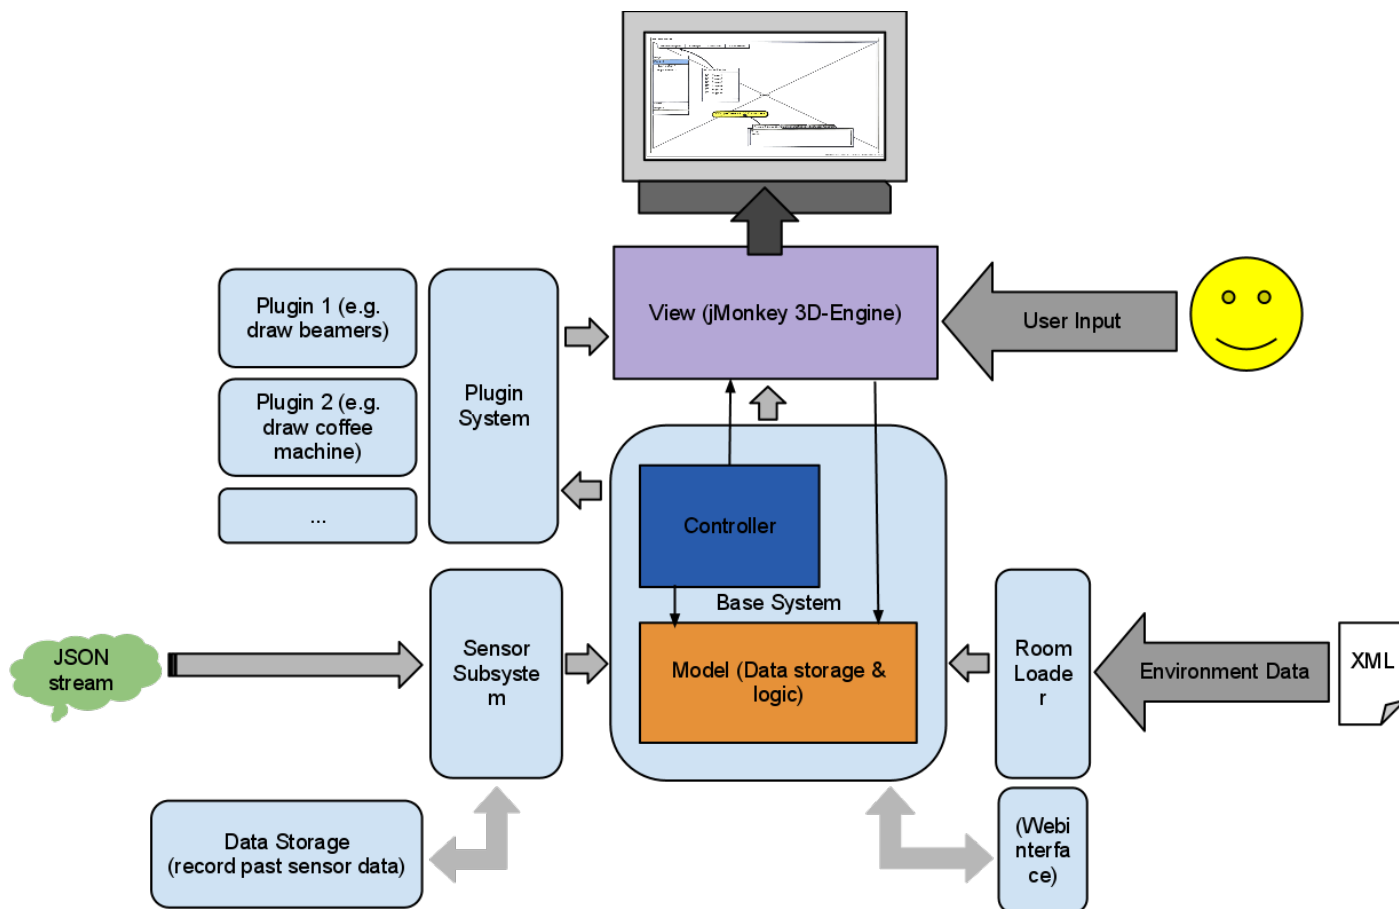 View (jMonkey 3D-Engine)
User Input
Plugin 1 (e.g.
draw beamers)
Plugin 2 (e.g.
draw coffee
machine)
...
Plugin
System
Controller
Base System
Model (Data storage &
logic)
JSON
stream
Sensor
Subsyste
m
Room
Loade
r
Environment Data
XML
Data Storage
(record past sensor data)
(Webi
nterfa
ce)